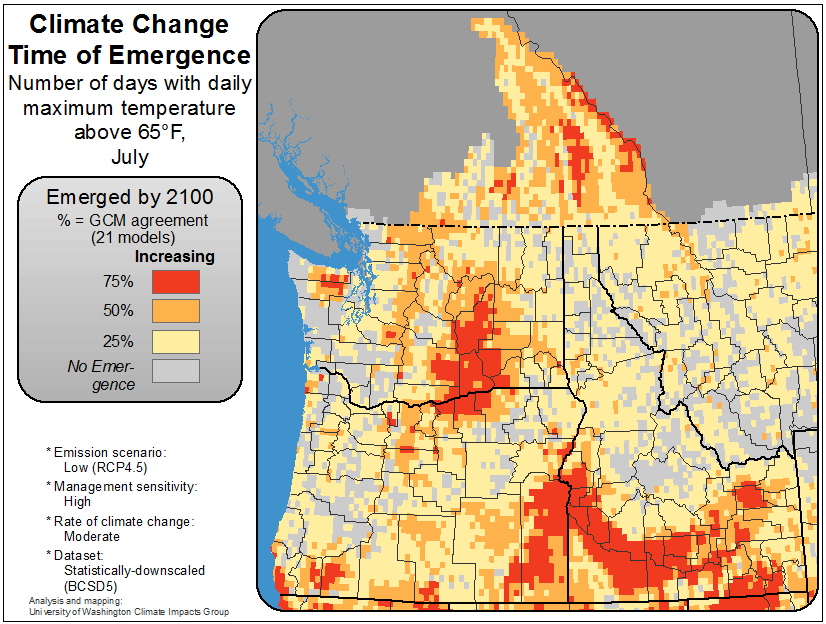 Climate Change
Time of Emergence
Number of days with daily
maximum temperature
above 65°F,
July
Emerged by 2100
% = GCM agreement
(21 models)
Increasing
75%
50%
25%
No Emer-
gence
* Emission scenario:
Low (RCP4.5)
* Management sensitivity:
High
* Rate of climate change:
Moderate
* Dataset:
Statistically-downscaled
(BCSD5)
Analysis and mapping:
University of Washington Climate Impacts Group